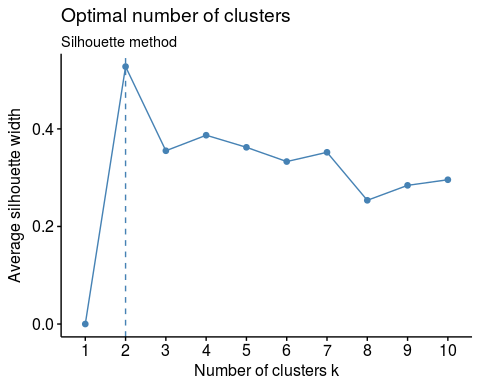 Optimal number of clusters
Silhouette method
Average silhouette width
0.4
0.2
0.0
1 2 3 4 5 6 7 8 9 10
Number of clusters k